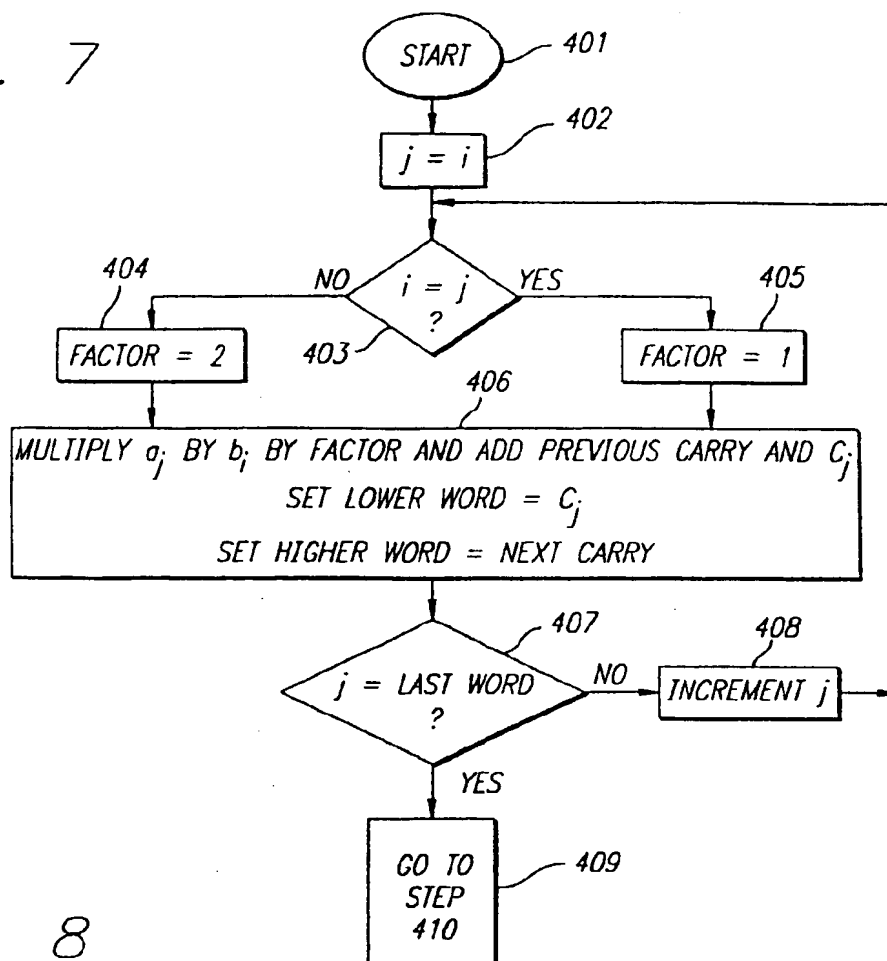 7
START
401
402
j = i
404
NO
i = j
?
YES
405
403
FACTOR = 2
FACTOR = 1
406
MULTIPLY aj BY bi BY FACTOR AND ADD PREVIOUS CARRY AND Cj
SET LOWER WORD = Cj
SET HIGHER WORD = NEXT CARRY
407
408
j = LAST WORD
?
NO
INCREMENT j
YES
GO TO
STEP
410
409
8